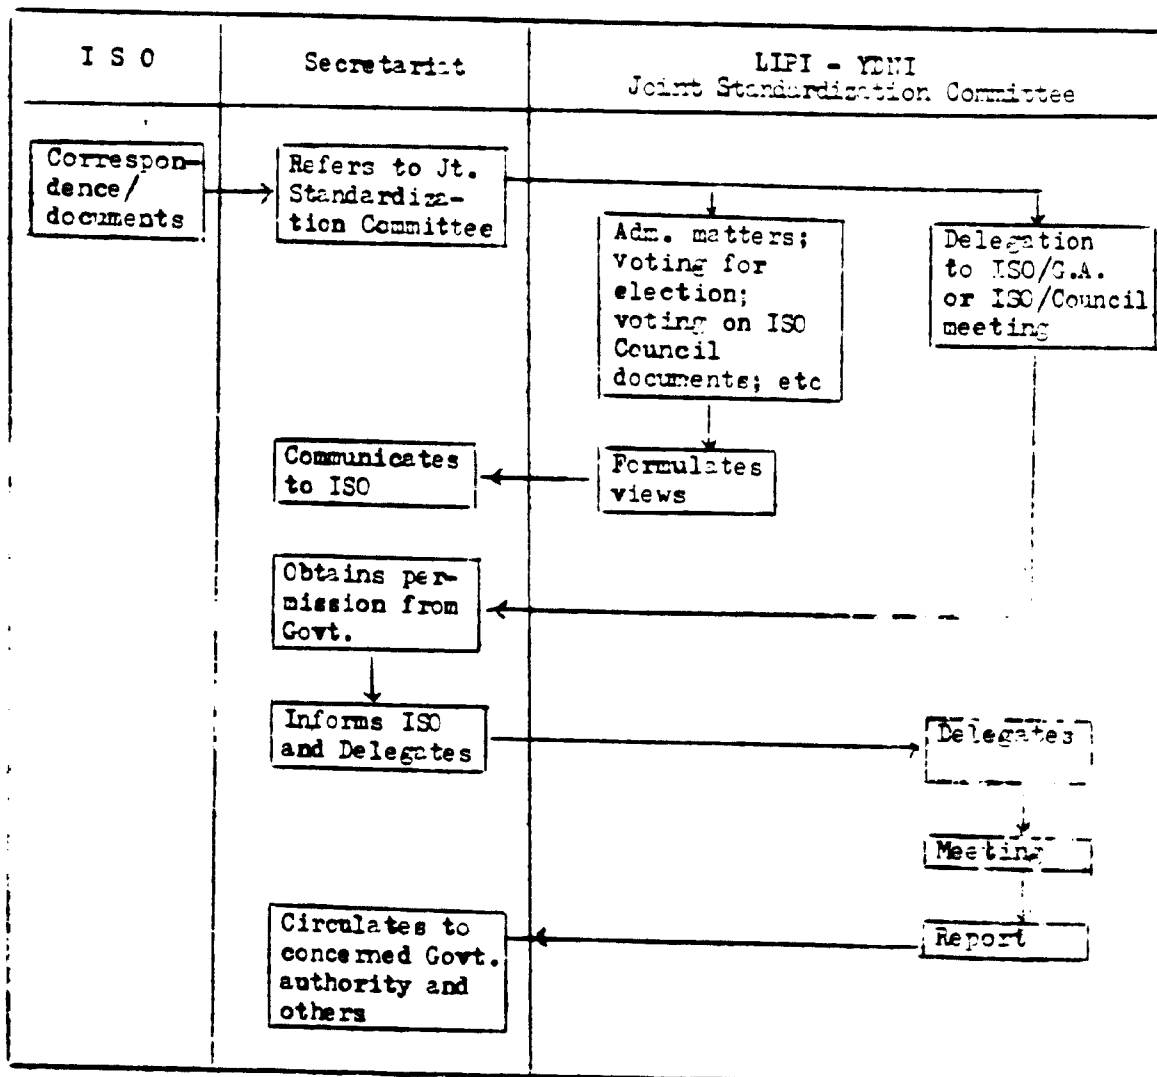 I S O
Secretariat
LIPI - YDNI
Joint Standardization Committee
Correspon-
dence/
documents
Refers to Jt.
Standardiza-
tion Committee
Adm. matters;
voting for
election;
voting on ISO
Council
documents; etc
Delegation
to ISO/G.A.
or ISO/Council
meeting
Communicates
to ISO
Formulates
views
Obtains per-
mission from
Govt.
Informs ISO
and Delegates
Delegates
Meeting
Report
Circulates to
concerned Govt.
authority and
others